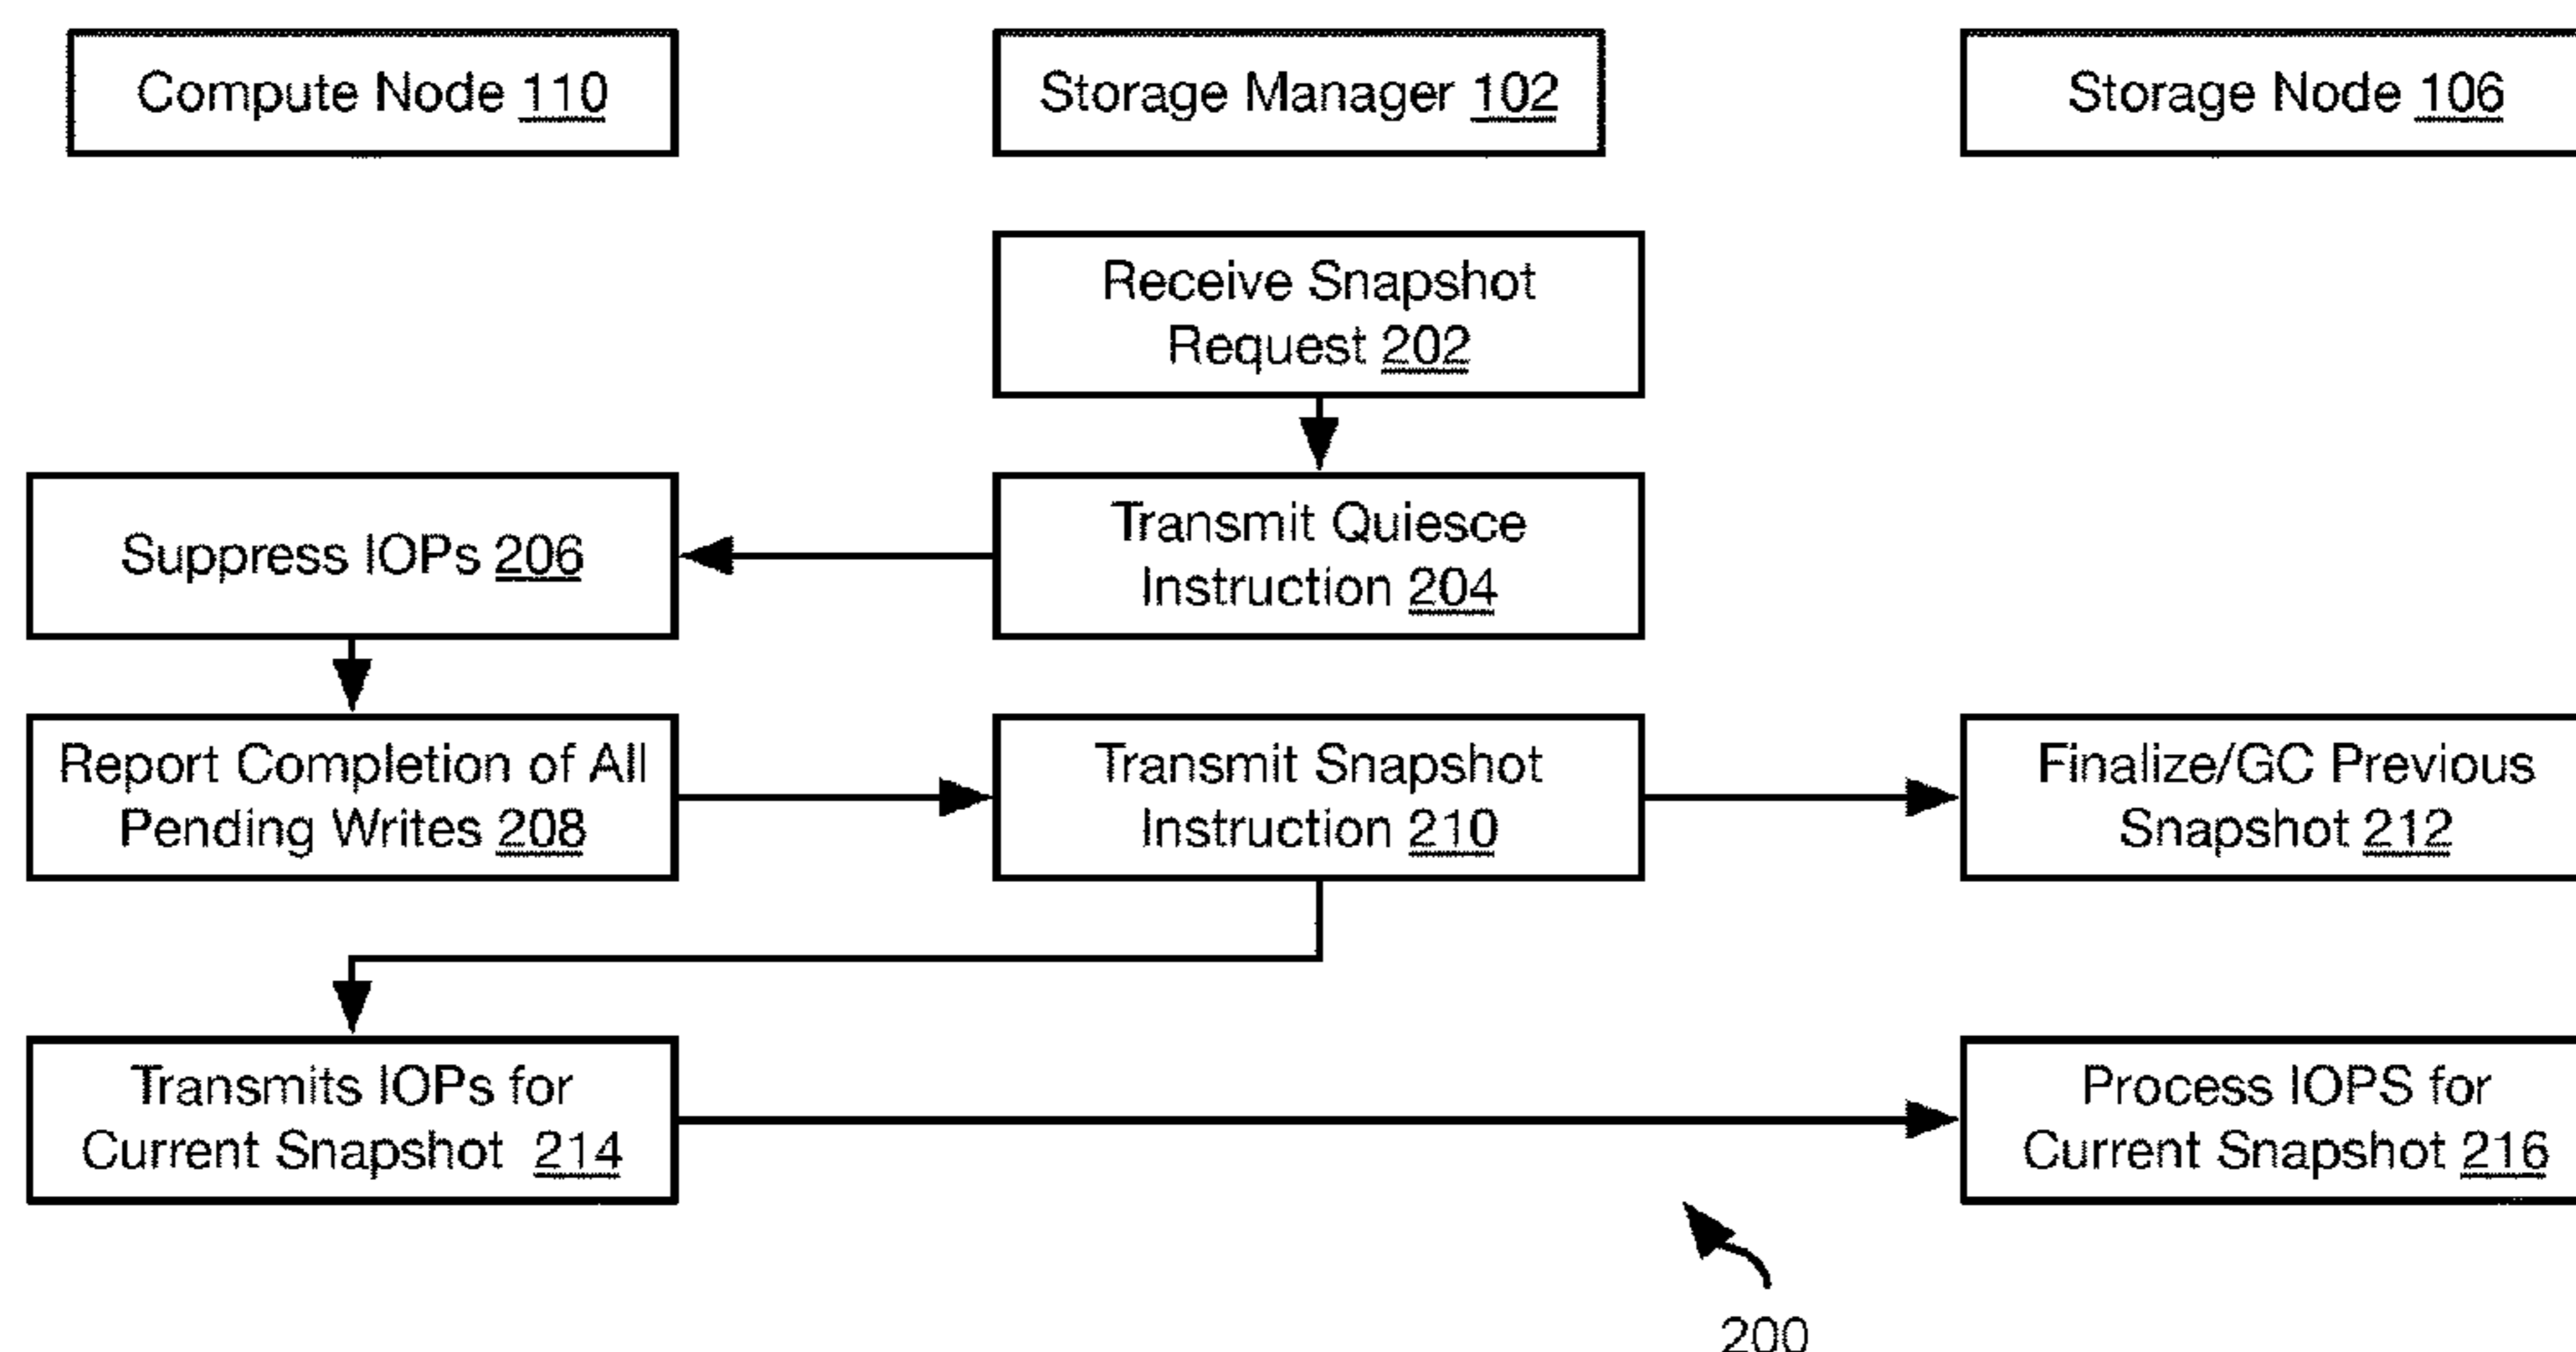 Compute Node 110
Storage Manager 102
Storage Node 106
Receive Snapshot
Request 202
Suppress IOPs 206
Transmit Quiesce
Instruction 204
Report Completion of All
Pending Writes 208
Transmit Snapshot
Instruction 210
Finalize/GC Previous
Snapshot 212
Transmits IOPs for
Current Snapshot 214
Process IOPS for
Current Snapshot 216
200